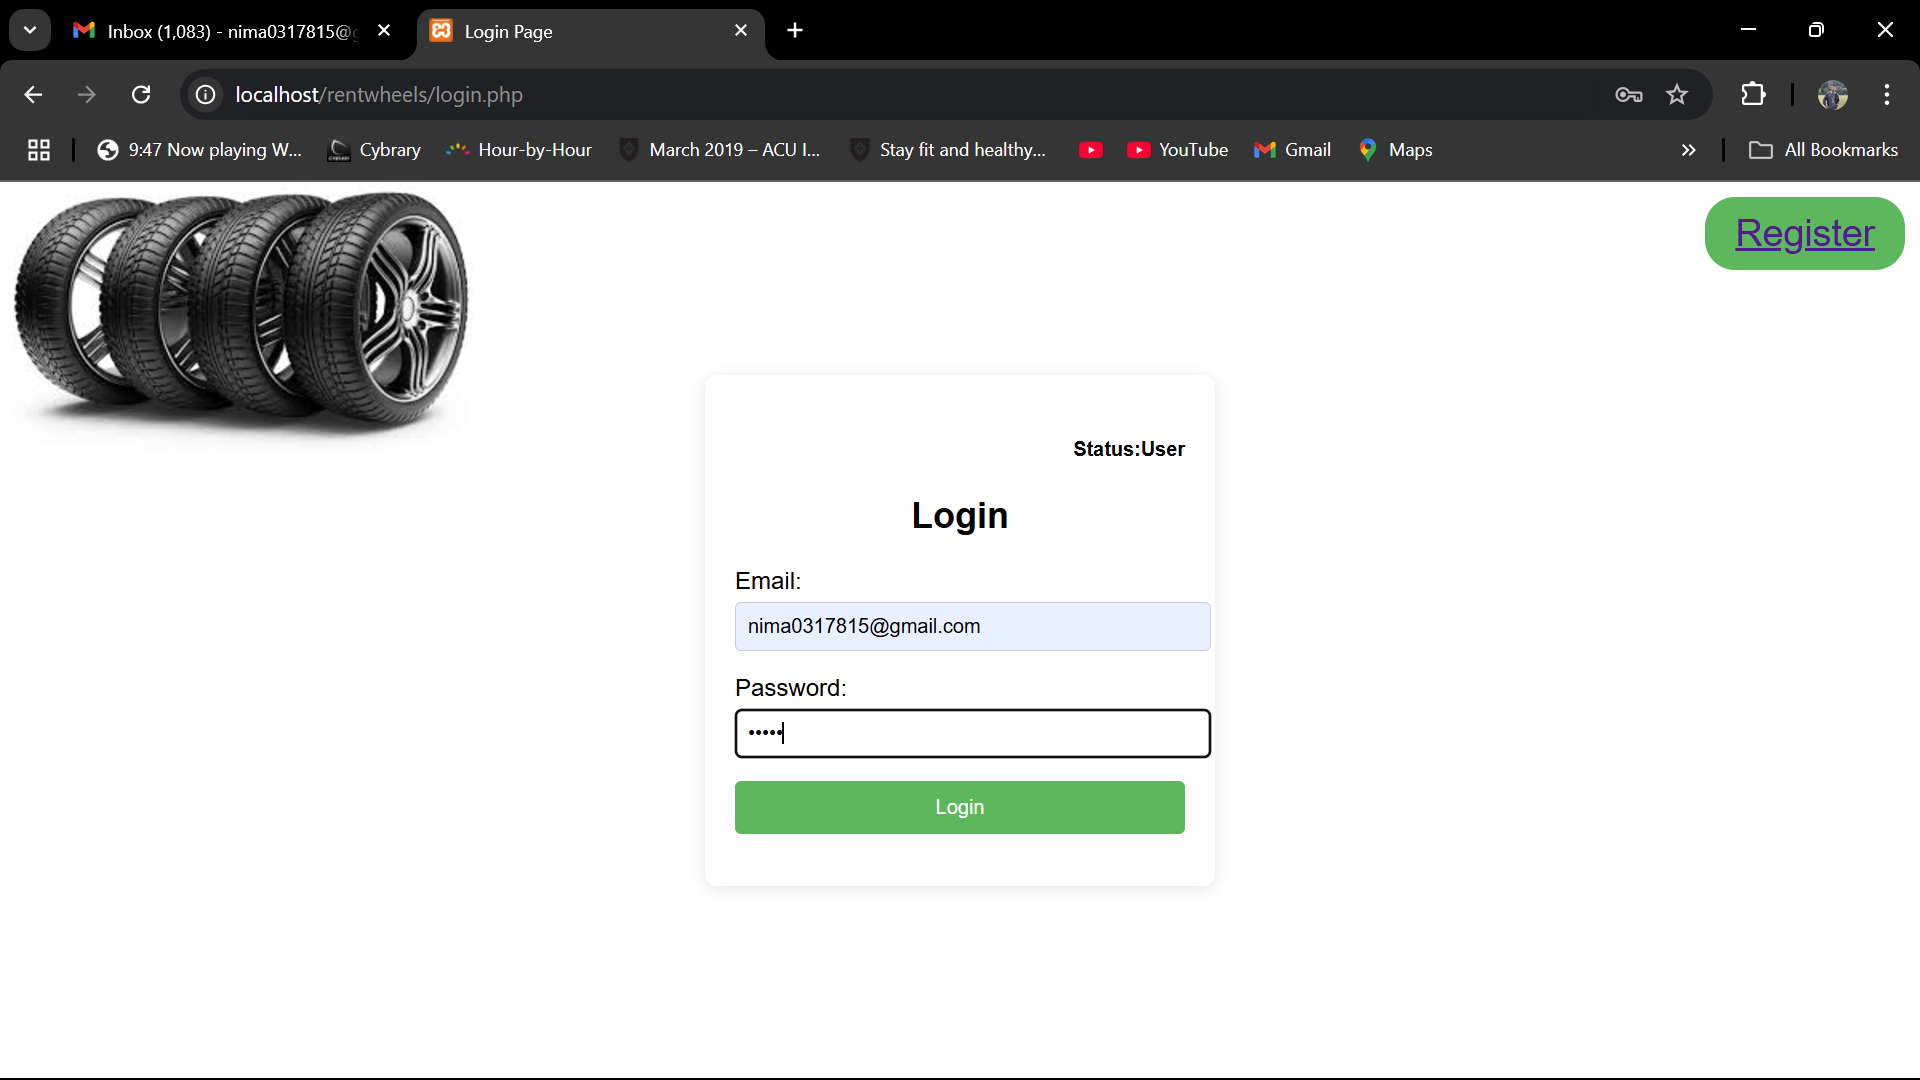 Inbox (1,083) - nima0317815@g
Login Page
localhost/rentwheels/login.php
9:47 Now playing W...
Cybrary
Hour-by-Hour
March 2019 – ACU I...
Stay fit and healthy...
YouTube
Gmail
Maps
All Bookmarks
Register
Status:User
Login
Email:
nima0317815@gmail.com
Password:
•••••
Login